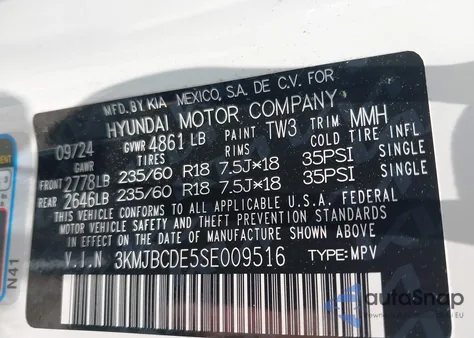 MFD. BY KIA MEXICO, S.A. DE C.V. FOR
HYUNDAI MOTOR COMPANY
09/24 GVWR 4861 LB PAINT TW3 TRIM MMH
GAWR TIRES RIMS COLD TIRE INFL
FRONT 2778LB 235/60 R18 7.5J×18 35PSI SINGLE
REAR 2646LB 235/60 R18 7.5J×18 35PSI SINGLE
THIS VEHICLE CONFORMS TO ALL APPLICABLE U.S.A. FEDERAL
MOTOR VEHICLE SAFETY AND THEFT PREVENTION STANDARDS
IN EFFECT ON THE DATE OF MANUFACTURE SHOWN ABOVE
V.I.N 3KMJBCDE5SE009516 TYPE: MPV
N41
autoSnap